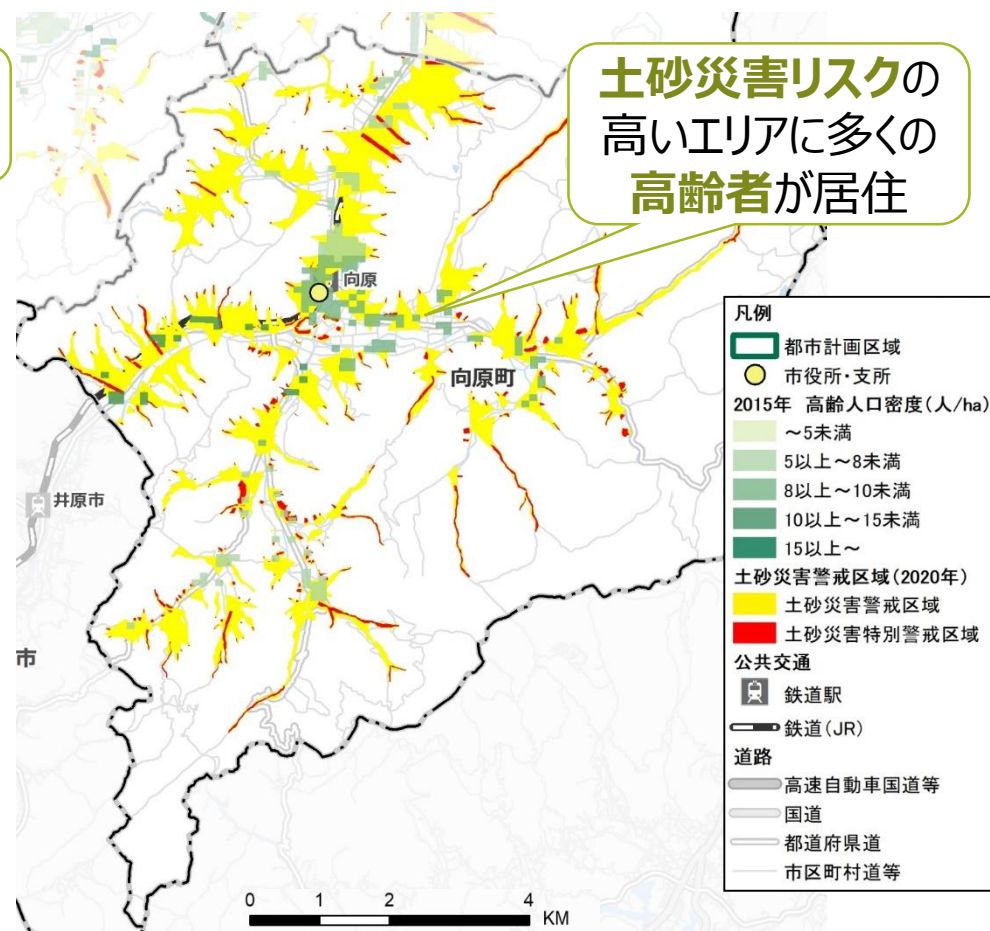 土砂災害リスクの
高いエリアに多くの
高齢者が居住
向原
向原町
井原市
市
凡例
都市計画区域
市役所・支所
2015年 高齢人口密度(人/ha)
～5未満
5以上～8未満
8以上～10未満
10以上～15未満
15以上～
土砂災害警戒区域(2020年)
土砂災害警戒区域
土砂災害特別警戒区域
公共交通
鉄道駅
鉄道(JR)
道路
高速自動車国道等
国道
都道府県道
市区町村道等
0 1 2 4
KM